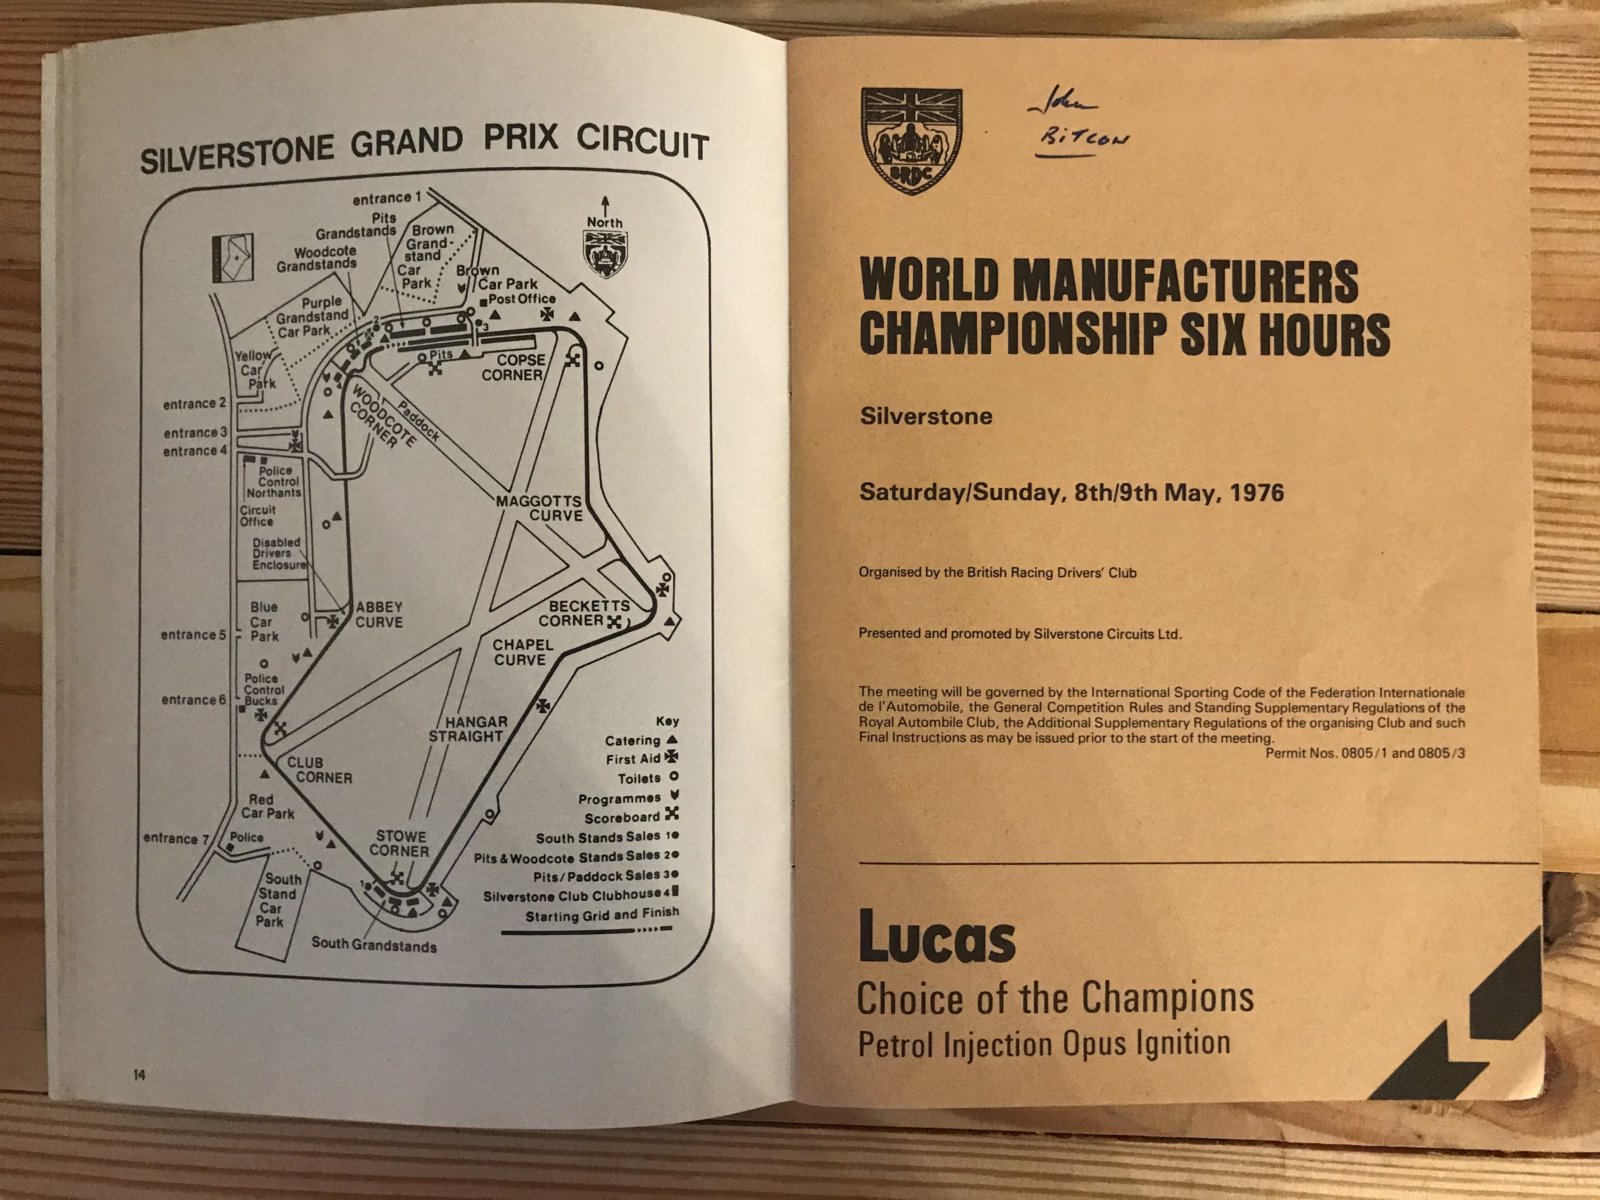 SILVERSTONE GRAND PRIX CIRCUIT
entrance 1
North
Pits
Grandstands
Woodcote
Grandstands
Brown
Grand-
stand
Car
Park
Brown
Car Park
Post Office
Purple
Grandstand
Car Park
2
3
Yellow
Car
Park
Pits
COPSE
CORNER
entrance 2
WOODCOTE
CORNER
Paddock
entrance 3
entrance 4
Police
Control
Northants
Circuit
Office
MAGGOTTS
CURVE
Disabled
Drivers
Enclosure
Blue
Car
Park
ABBEY
CURVE
BECKETTS
CORNER
entrance 5
CHAPEL
CURVE
Police
Control
Bucks
entrance 6
HANGAR
STRAIGHT
CLUB
CORNER
Red
Car Park
entrance 7
Police
STOWE
CORNER
1
South
Stand
Car
Park
South Grandstands
Key
Catering
First Aid
Toilets
Programmes
Scoreboard
South Stands Sales 1
Pits & Woodcote Stands Sales 2
Pits/Paddock Sales 3
Silverstone Club Clubhouse 4
Starting Grid and Finish
14
BRDC
John
BITCON
WORLD MANUFACTURERS
CHAMPIONSHIP SIX HOURS
Silverstone
Saturday/Sunday, 8th/9th May, 1976
Organised by the British Racing Drivers' Club
Presented and promoted by Silverstone Circuits Ltd.
The meeting will be governed by the International Sporting Code of the Federation Internationale
de l'Automobile, the General Competition Rules and Standing Supplementary Regulations of the
Royal Autombile Club, the Additional Supplementary Regulations of the organising Club and such
Final Instructions as may be issued prior to the start of the meeting.
Permit Nos. 0805/1 and 0805/3
Lucas
Choice of the Champions
Petrol Injection Opus Ignition